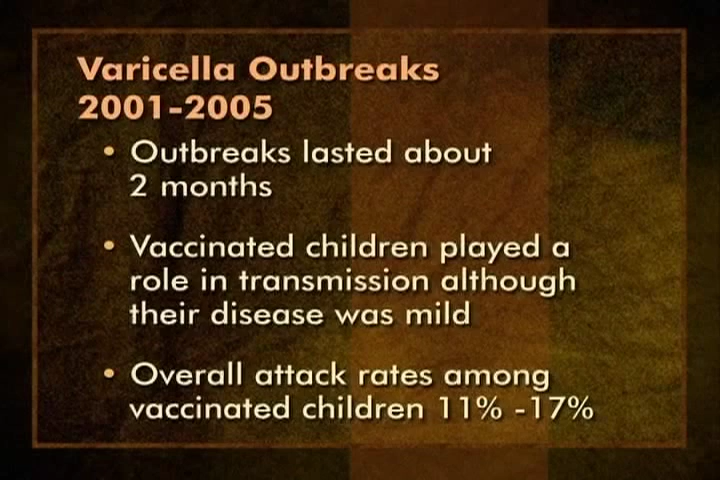 Varicella Outbreaks
2001-2005
• Outbreaks lasted about
2 months
• Vaccinated children played a
role in transmission although
their disease was mild
• Overall attack rates among
vaccinated children 11% -17%